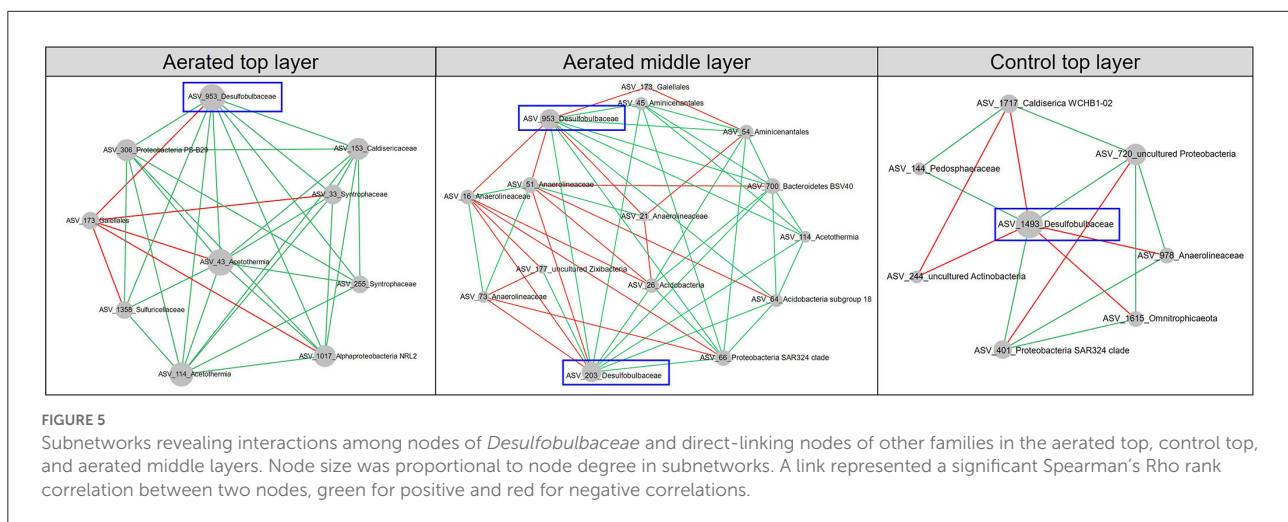 Aerated top layer
Aerated middle layer
Control top layer
ASV_953_Desulfobulbaceae
ASV_306_Proteobacteria PS-B29
ASV_153_Caldisericaceae
ASV_33_Syntrophaceae
ASV_173_Gaiellales
ASV_43_Acetothermia
ASV_255_Syntrophaceae
ASV_1358_Sulfuricellaceae
ASV_1017_Alphaproteobacteria NRL2
ASV_114_Acetothermia
ASV_173_Gaiellales
ASV_45_Aminicenantales
ASV_953_Desulfobulbaceae
ASV_54_Aminicenantales
ASV_51_Anaerolineaceae
ASV_700_Bacteroidetes BSV40
ASV_16_Anaerolineaceae
ASV_21_Anaerolineaceae
ASV_114_Acetothermia
ASV_177_uncultured Zixibacteria
ASV_26_Acidobacteria
ASV_73_Anaerolineaceae
ASV_64_Acidobacteria subgroup 18
ASV_66_Proteobacteria SAR324 clade
ASV_203_Desulfobulbaceae
ASV_1717_Caldiserica WCHB1-02
ASV_720_uncultured Proteobacteria
ASV_144_Pedosphaeraceae
ASV_1493_Desulfobulbaceae
ASV_978_Anaerolineaceae
ASV_244_uncultured Actinobacteria
ASV_1615_Omnitrophicaeota
ASV_401_Proteobacteria SAR324 clade
FIGURE 5
Subnetworks revealing interactions among nodes of Desulfobulbaceae and direct-linking nodes of other families in the aerated top, control top,
and aerated middle layers. Node size was proportional to node degree in subnetworks. A link represented a significant Spearman's Rho rank
correlation between two nodes, green for positive and red for negative correlations.